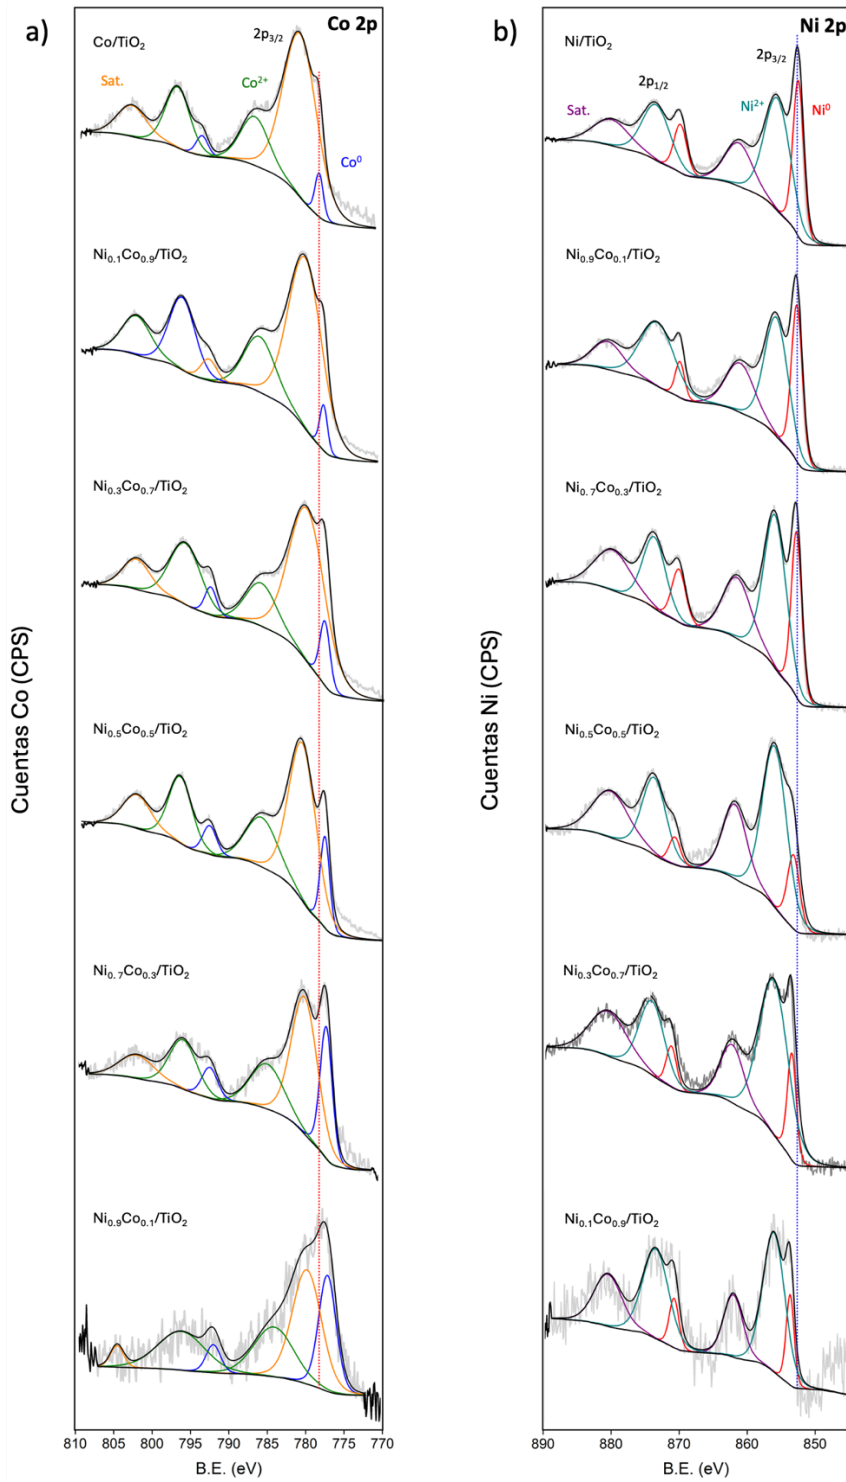 a)
Co 2p
Co/TiO₂
2p₃/₂
Sat.
Co²⁺
Co⁰
Ni₀.₁Co₀.₉/TiO₂
Ni₀.₃Co₀.₇/TiO₂
Ni₀.₅Co₀.₅/TiO₂
Ni₀.₇Co₀.₃/TiO₂
Ni₀.₉Co₀.₁/TiO₂
Cuentas Co (CPS)
810 805 800 795 790 785 780 775 770
B.E. (eV)
b)
Ni 2p
Ni/TiO₂
2p₃/₂
2p₁/₂
Sat.
Ni²⁺
Ni⁰
Ni₀.₉Co₀.₁/TiO₂
Ni₀.₇Co₀.₃/TiO₂
Ni₀.₅Co₀.₅/TiO₂
Ni₀.₃Co₀.₇/TiO₂
Ni₀.₁Co₀.₉/TiO₂
Cuentas Ni (CPS)
890 880 870 860 850
B.E. (eV)